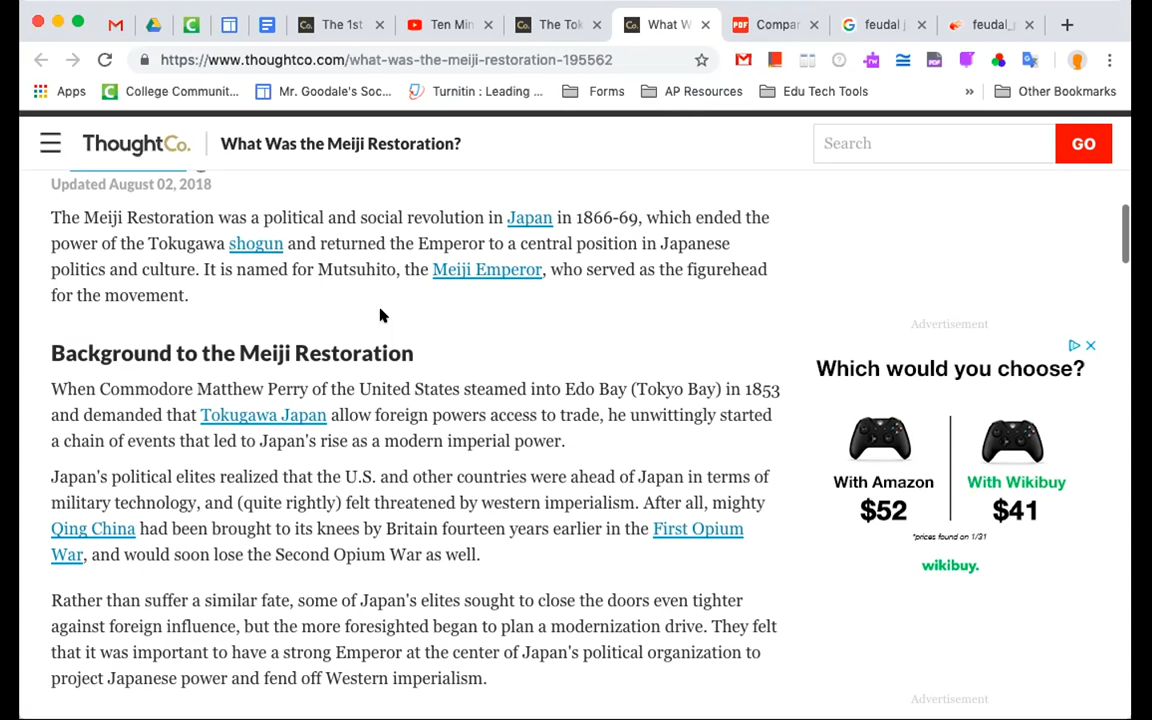 The 1st
Ten Min
The Tok
What W
Compar
feudal j
feudal_r
https://www.thoughtco.com/what-was-the-meiji-restoration-195562
Apps
College Communit...
Mr. Goodale's Soc...
Turnitin : Leading ...
Forms
AP Resources
Edu Tech Tools
»
Other Bookmarks
ThoughtCo.
What Was the Meiji Restoration?
Search
GO
Updated August 02, 2018
The Meiji Restoration was a political and social revolution in Japan in 1866-69, which ended the
power of the Tokugawa shogun and returned the Emperor to a central position in Japanese
politics and culture. It is named for Mutsuhito, the Meiji Emperor, who served as the figurehead
for the movement.
Background to the Meiji Restoration
When Commodore Matthew Perry of the United States steamed into Edo Bay (Tokyo Bay) in 1853
and demanded that Tokugawa Japan allow foreign powers access to trade, he unwittingly started
a chain of events that led to Japan's rise as a modern imperial power.
Japan's political elites realized that the U.S. and other countries were ahead of Japan in terms of
military technology, and (quite rightly) felt threatened by western imperialism. After all, mighty
Qing China had been brought to its knees by Britain fourteen years earlier in the First Opium
War, and would soon lose the Second Opium War as well.
Rather than suffer a similar fate, some of Japan's elites sought to close the doors even tighter
against foreign influence, but the more foresighted began to plan a modernization drive. They felt
that it was important to have a strong Emperor at the center of Japan's political organization to
project Japanese power and fend off Western imperialism.
Advertisement
Which would you choose?
With Amazon
$52
With Wikibuy
$41
*prices found on 1/31
wikibuy.
Advertisement